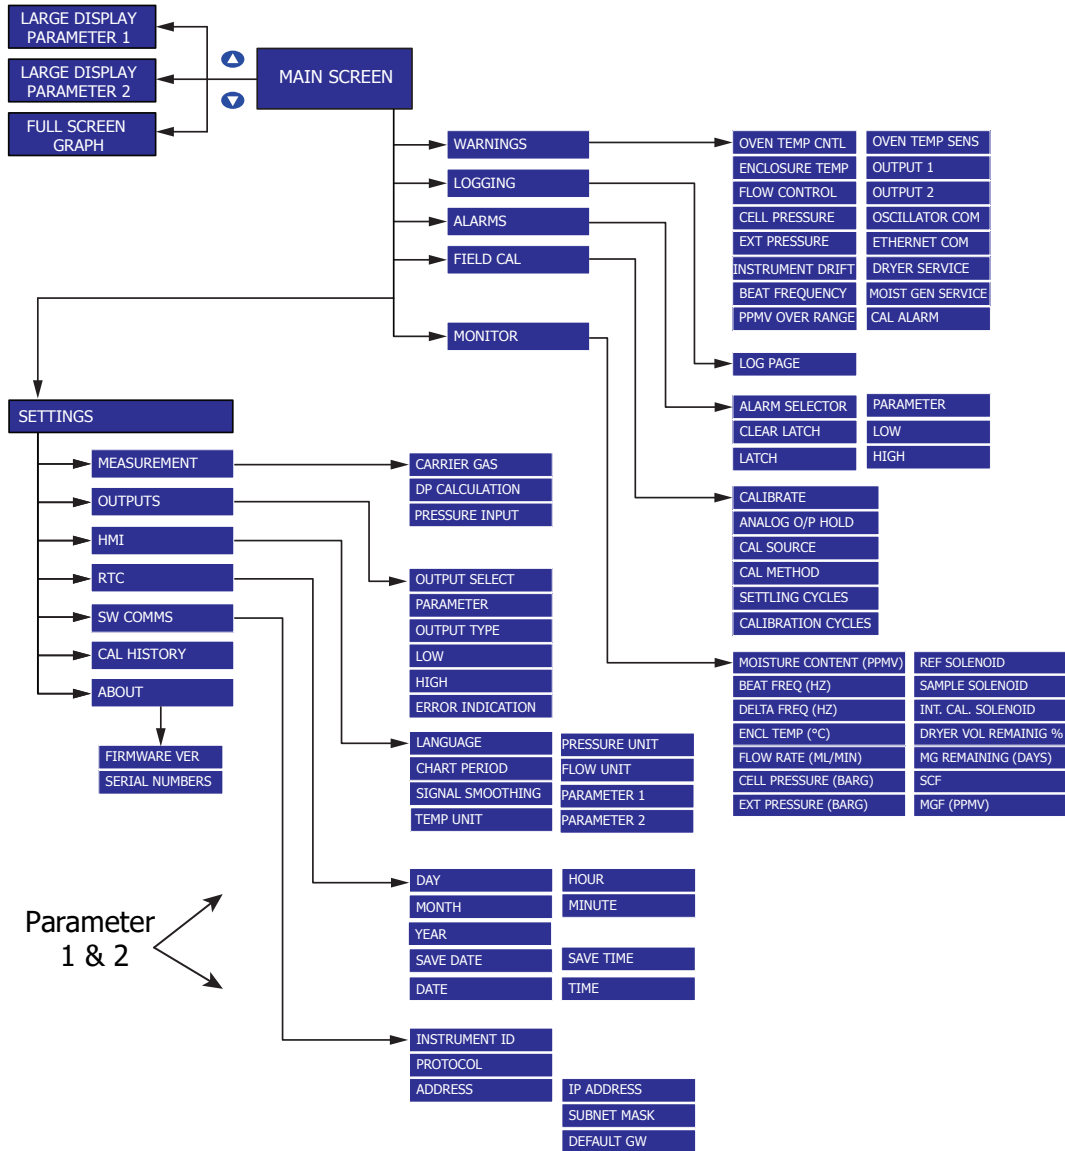 LARGE DISPLAY
PARAMETER 1
LARGE DISPLAY
PARAMETER 2
FULL SCREEN
GRAPH
MAIN SCREEN
WARNINGS
LOGGING
ALARMS
FIELD CAL
MONITOR
OVEN TEMP CNTL
ENCLOSURE TEMP
FLOW CONTROL
CELL PRESSURE
EXT PRESSURE
INSTRUMENT DRIFT
BEAT FREQUENCY
PPMV OVER RANGE
OVEN TEMP SENS
OUTPUT 1
OUTPUT 2
OSCILLATOR COM
ETHERNET COM
DRYER SERVICE
MOIST GEN SERVICE
CAL ALARM
LOG PAGE
ALARM SELECTOR
CLEAR LATCH
LATCH
PARAMETER
LOW
HIGH
CALIBRATE
ANALOG O/P HOLD
CAL SOURCE
CAL METHOD
SETTLING CYCLES
CALIBRATION CYCLES
MOISTURE CONTENT (PPMV)
BEAT FREQ (HZ)
DELTA FREQ (HZ)
ENCL TEMP (°C)
FLOW RATE (ML/MIN)
CELL PRESSURE (BARG)
EXT PRESSURE (BARG)
REF SOLENOID
SAMPLE SOLENOID
INT. CAL. SOLENOID
DRYER VOL REMAINIG %
MG REMAINING (DAYS)
SCF
MGF (PPMV)
SETTINGS
MEASUREMENT
OUTPUTS
HMI
RTC
SW COMMS
CAL HISTORY
ABOUT
FIRMWARE VER
SERIAL NUMBERS
CARRIER GAS
DP CALCULATION
PRESSURE INPUT
OUTPUT SELECT
PARAMETER
OUTPUT TYPE
LOW
HIGH
ERROR INDICATION
LANGUAGE
CHART PERIOD
SIGNAL SMOOTHING
TEMP UNIT
PRESSURE UNIT
FLOW UNIT
PARAMETER 1
PARAMETER 2
DAY
MONTH
YEAR
SAVE DATE
DATE
HOUR
MINUTE
SAVE TIME
TIME
INSTRUMENT ID
PROTOCOL
ADDRESS
IP ADDRESS
SUBNET MASK
DEFAULT GW
Parameter
1 & 2